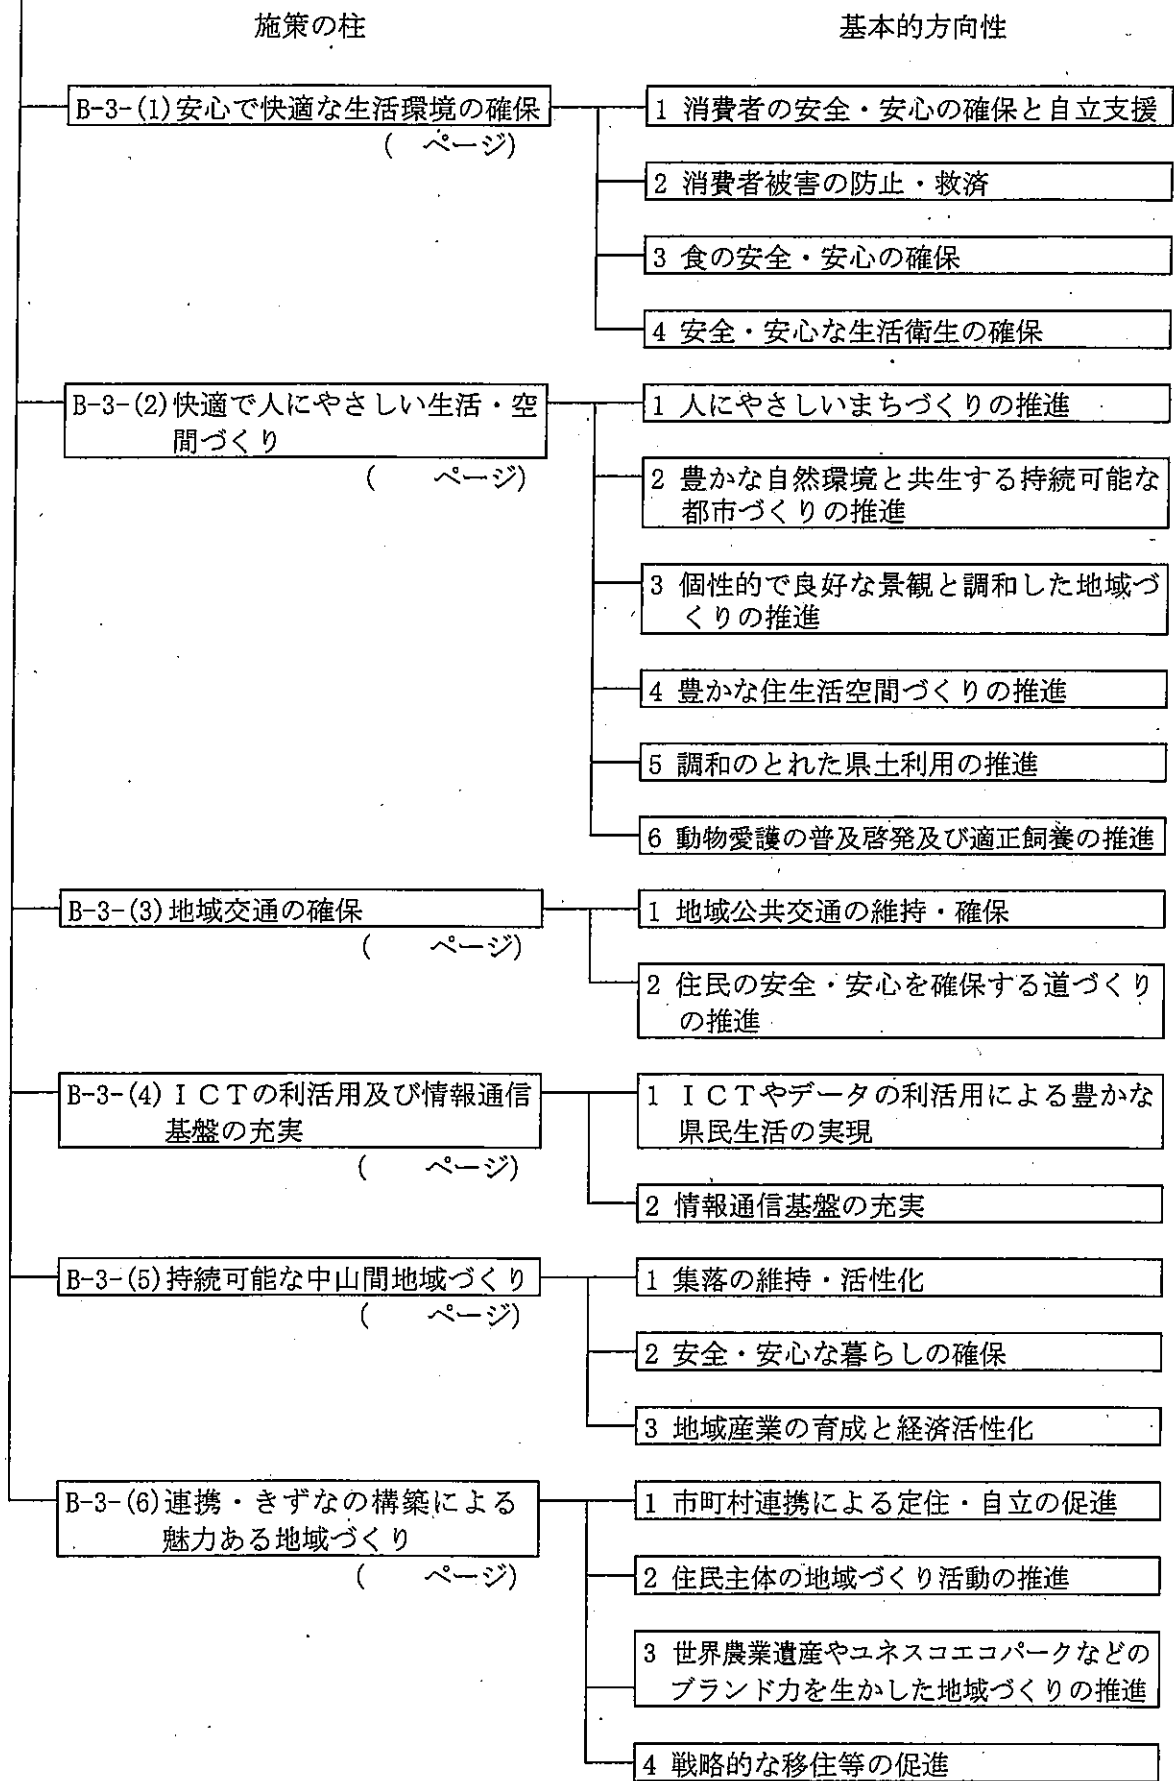 施策の柱 基本的方向性
B-3-(1)安心で快適な生活環境の確保
( ページ)
1 消費者の安全・安心の確保と自立支援
2 消費者被害の防止・救済
3 食の安全・安心の確保
4 安全・安心な生活衛生の確保
B-3-(2)快適で人にやさしい生活・空
間づくり
( ページ)
1 人にやさしいまちづくりの推進
2 豊かな自然環境と共生する持続可能な
都市づくりの推進
3 個性的で良好な景観と調和した地域づ
くりの推進
4 豊かな住生活空間づくりの推進
5 調和のとれた県土利用の推進
6 動物愛護の普及啓発及び適正飼養の推進
B-3-(3)地域交通の確保
( ページ)
1 地域公共交通の維持・確保
2 住民の安全・安心を確保する道づくり
の推進
B-3-(4)ICTの利活用及び情報通信
基盤の充実
( ページ)
1 ICTやデータの利活用による豊かな
県民生活の実現
2 情報通信基盤の充実
B-3-(5)持続可能な中山間地域づくり
( ページ)
1 集落の維持・活性化
2 安全・安心な暮らしの確保
3 地域産業の育成と経済活性化
B-3-(6)連携・きずなの構築による
魅力ある地域づくり
( ページ)
1 市町村連携による定住・自立の促進
2 住民主体の地域づくり活動の推進
3 世界農業遺産やユネスコエコパークなどの
ブランド力を生かした地域づくりの推進
4 戦略的な移住等の促進